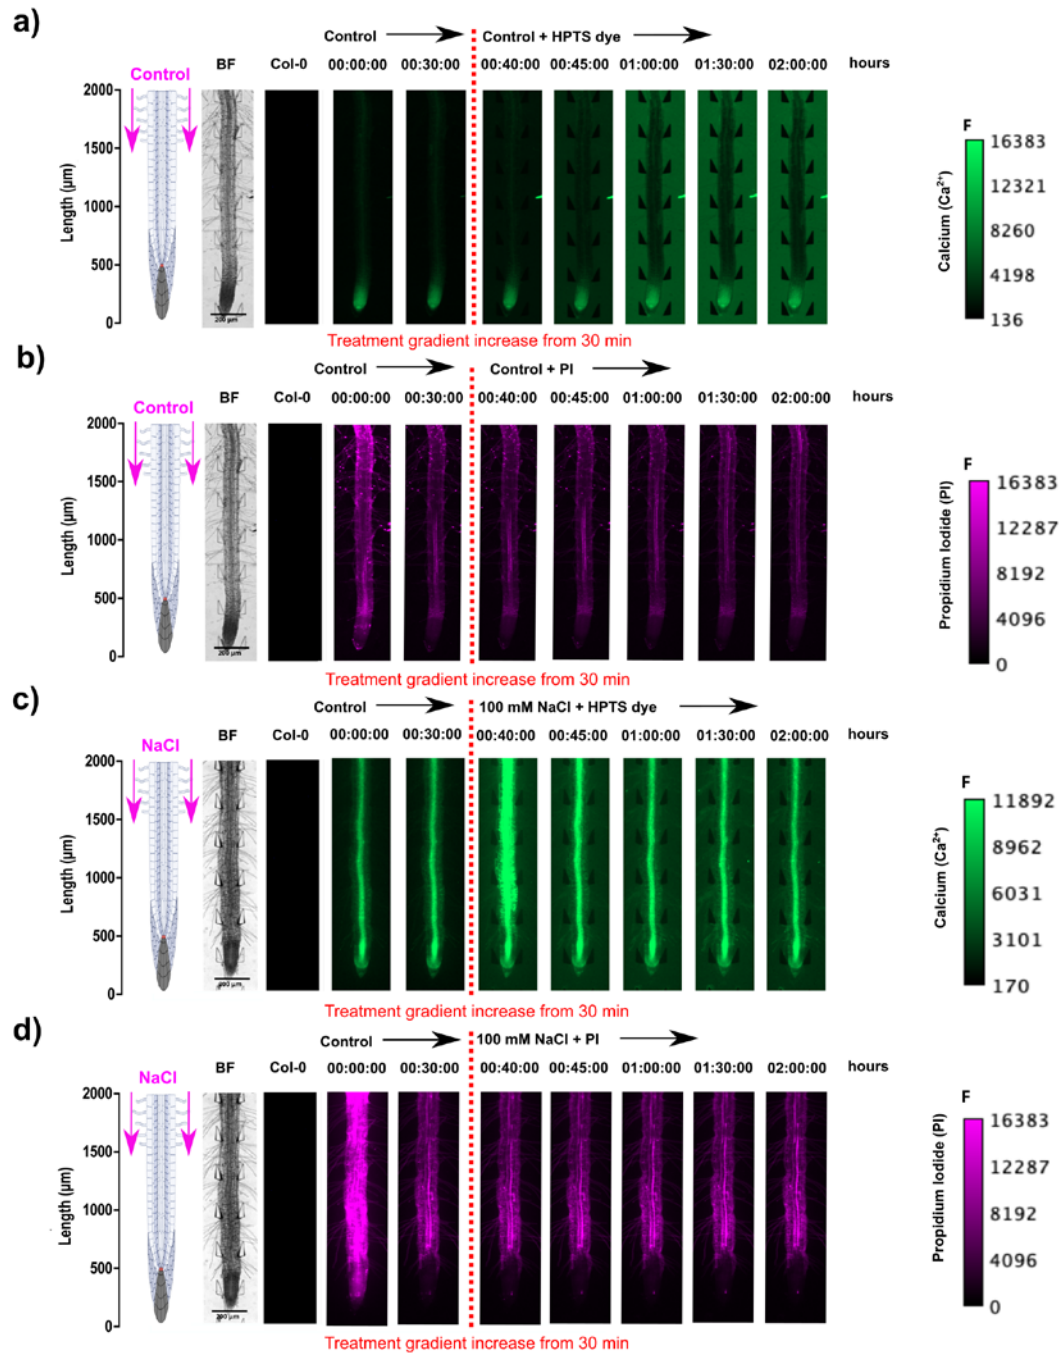 a)
Control Control + HPTS dye
BF Col-0 00:00:00 00:30:00 00:40:00 00:45:00 01:00:00 01:30:00 02:00:00 hours
Control
2000
1500
1000
500
0
Length (µm)
200 µm
F
16383
12321
8260
4198
136
Calcium (Ca²⁺)
Treatment gradient increase from 30 min
b)
Control Control + PI
BF Col-0 00:00:00 00:30:00 00:40:00 00:45:00 01:00:00 01:30:00 02:00:00 hours
Control
2000
1500
1000
500
0
Length (µm)
200 µm
F
16383
12287
8192
4096
0
Propidium Iodide (PI)
Treatment gradient increase from 30 min
c)
Control 100 mM NaCl + HPTS dye
BF Col-0 00:00:00 00:30:00 00:40:00 00:45:00 01:00:00 01:30:00 02:00:00 hours
NaCl
2000
1500
1000
500
0
Length (µm)
200 µm
F
11892
8962
6031
3101
170
Calcium (Ca²⁺)
Treatment gradient increase from 30 min
d)
Control 100 mM NaCl + PI
BF Col-0 00:00:00 00:30:00 00:40:00 00:45:00 01:00:00 01:30:00 02:00:00 hours
NaCl
2000
1500
1000
500
0
Length (µm)
200 µm
F
16383
12287
8192
4096
0
Propidium Iodide (PI)
Treatment gradient increase from 30 min